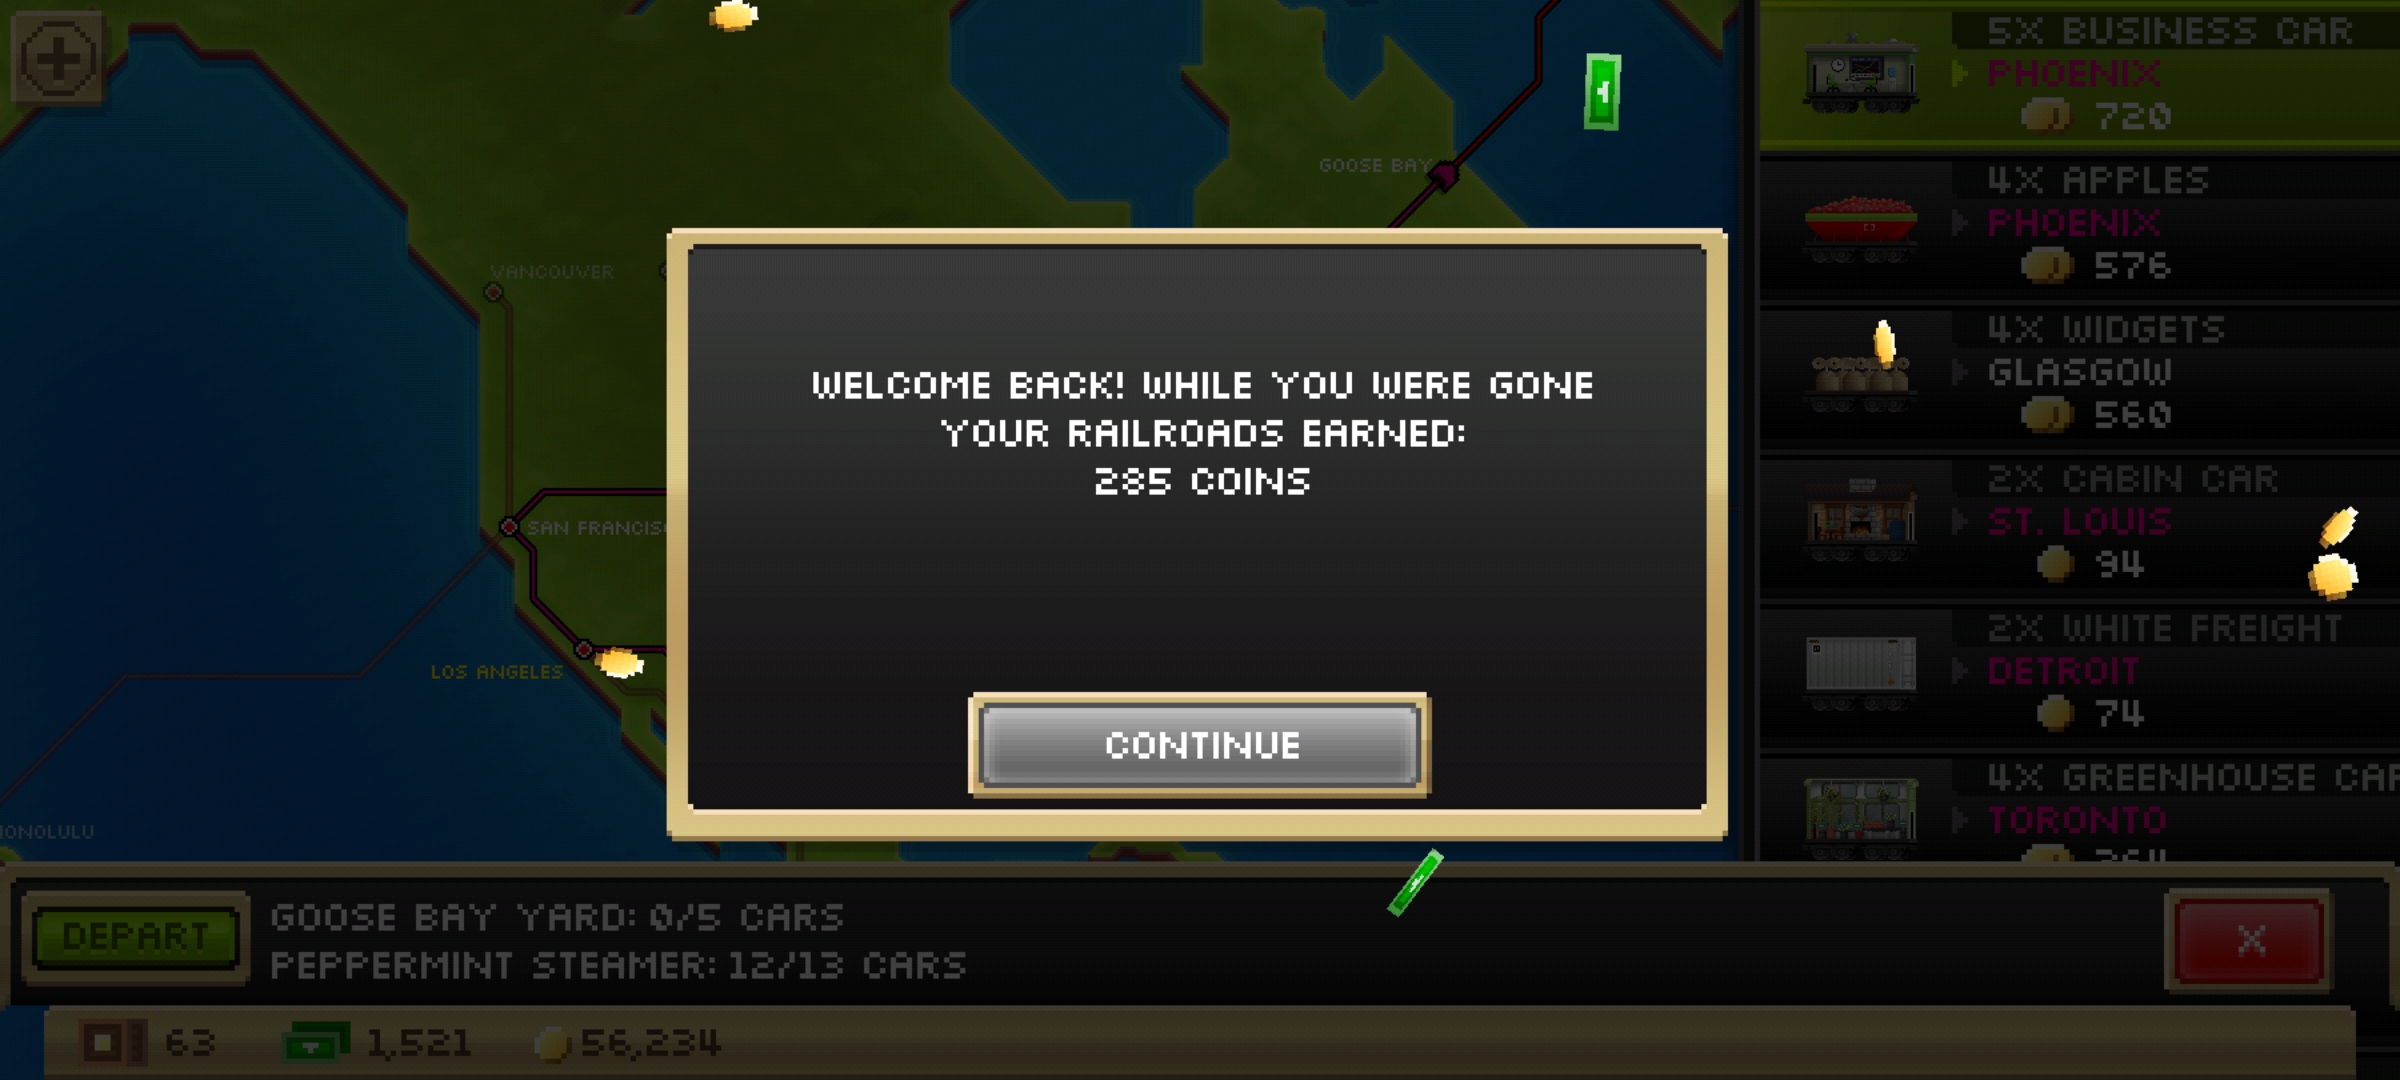 5X BUSINESS CAR
PHOENIX
720
GOOSE BAY
4X APPLES
PHOENIX
576
VANCOUVER
4X WIDGETS
GLASGOW
560
WELCOME BACK! WHILE YOU WERE GONE
YOUR RAILROADS EARNED:
285 COINS
2X CABIN CAR
ST. LOUIS
94
SAN FRANCISC
LOS ANGELES
2X WHITE FREIGHT
DETROIT
74
CONTINUE
4X GREENHOUSE CAR
TORONTO
ONOLULU
DEPART
GOOSE BAY YARD: 0/5 CARS
PEPPERMINT STEAMER: 12/13 CARS
X
63
1,521
56,234